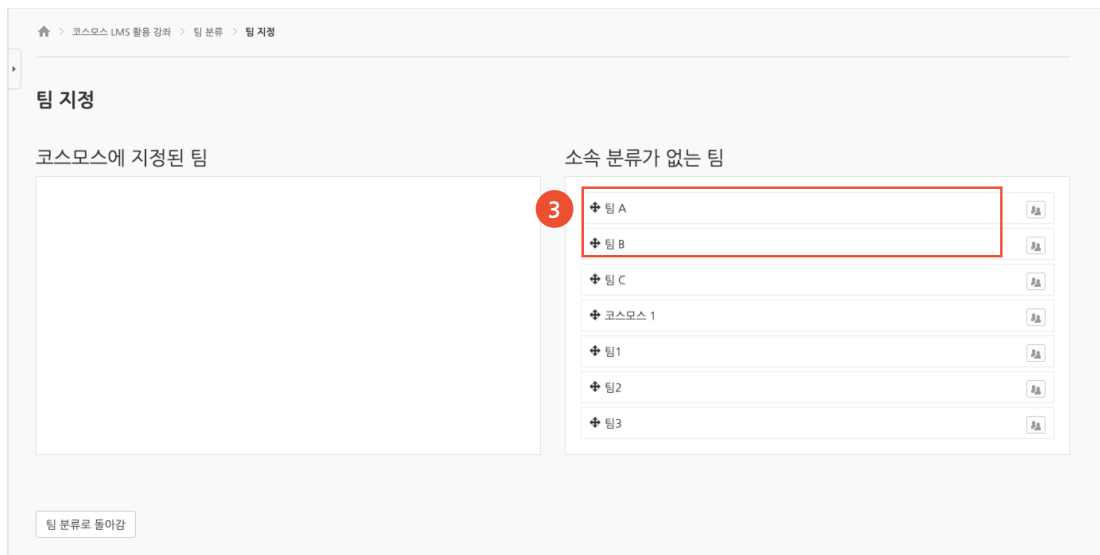 코스모스 LMS 활용 강좌 > 팀 분류 > 팀 지정
팀 지정
코스모스에 지정된 팀
소속 분류가 없는 팀
3
팀 A
팀 B
팀 C
코스모스 1
팀1
팀2
팀3
팀 분류로 돌아감